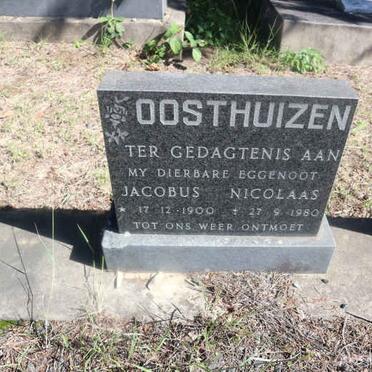 OOSTHUIZEN
TER GEDAGTENIS AAN
MY DIERBARE EGGENOOT
JACOBUS NICOLAAS
* 17·12·1900 ± 27·9·1980
TOT ONS WEER ONTMOET